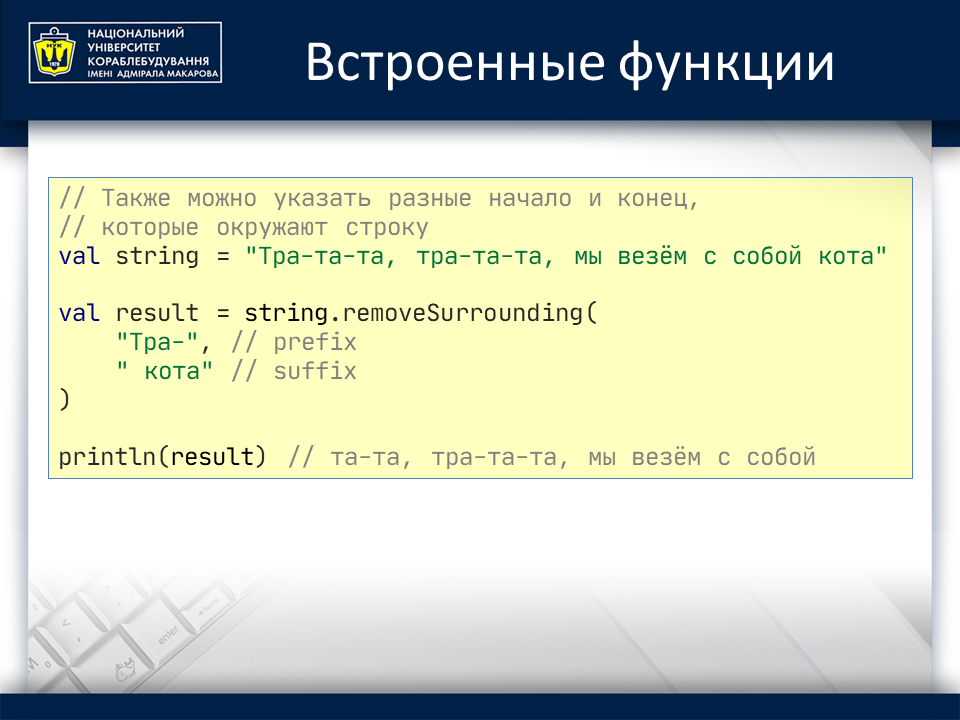 НАЦІОНАЛЬНИЙ
УНІВЕРСИТЕТ
КОРАБЛЕБУДУВАННЯ
ІМЕНІ АДМІРАЛА МАКАРОВА
НУК
1920
Встроенные функции
// Также можно указать разные начало и конец,
// которые окружают строку
val string = "Тра-та-та, тра-та-та, мы везём с собой кота"
val result = string.removeSurrounding(
"Тра-", // prefix
" кота" // suffix
)
println(result) // та-та, тра-та-та, мы везём с собой
enter